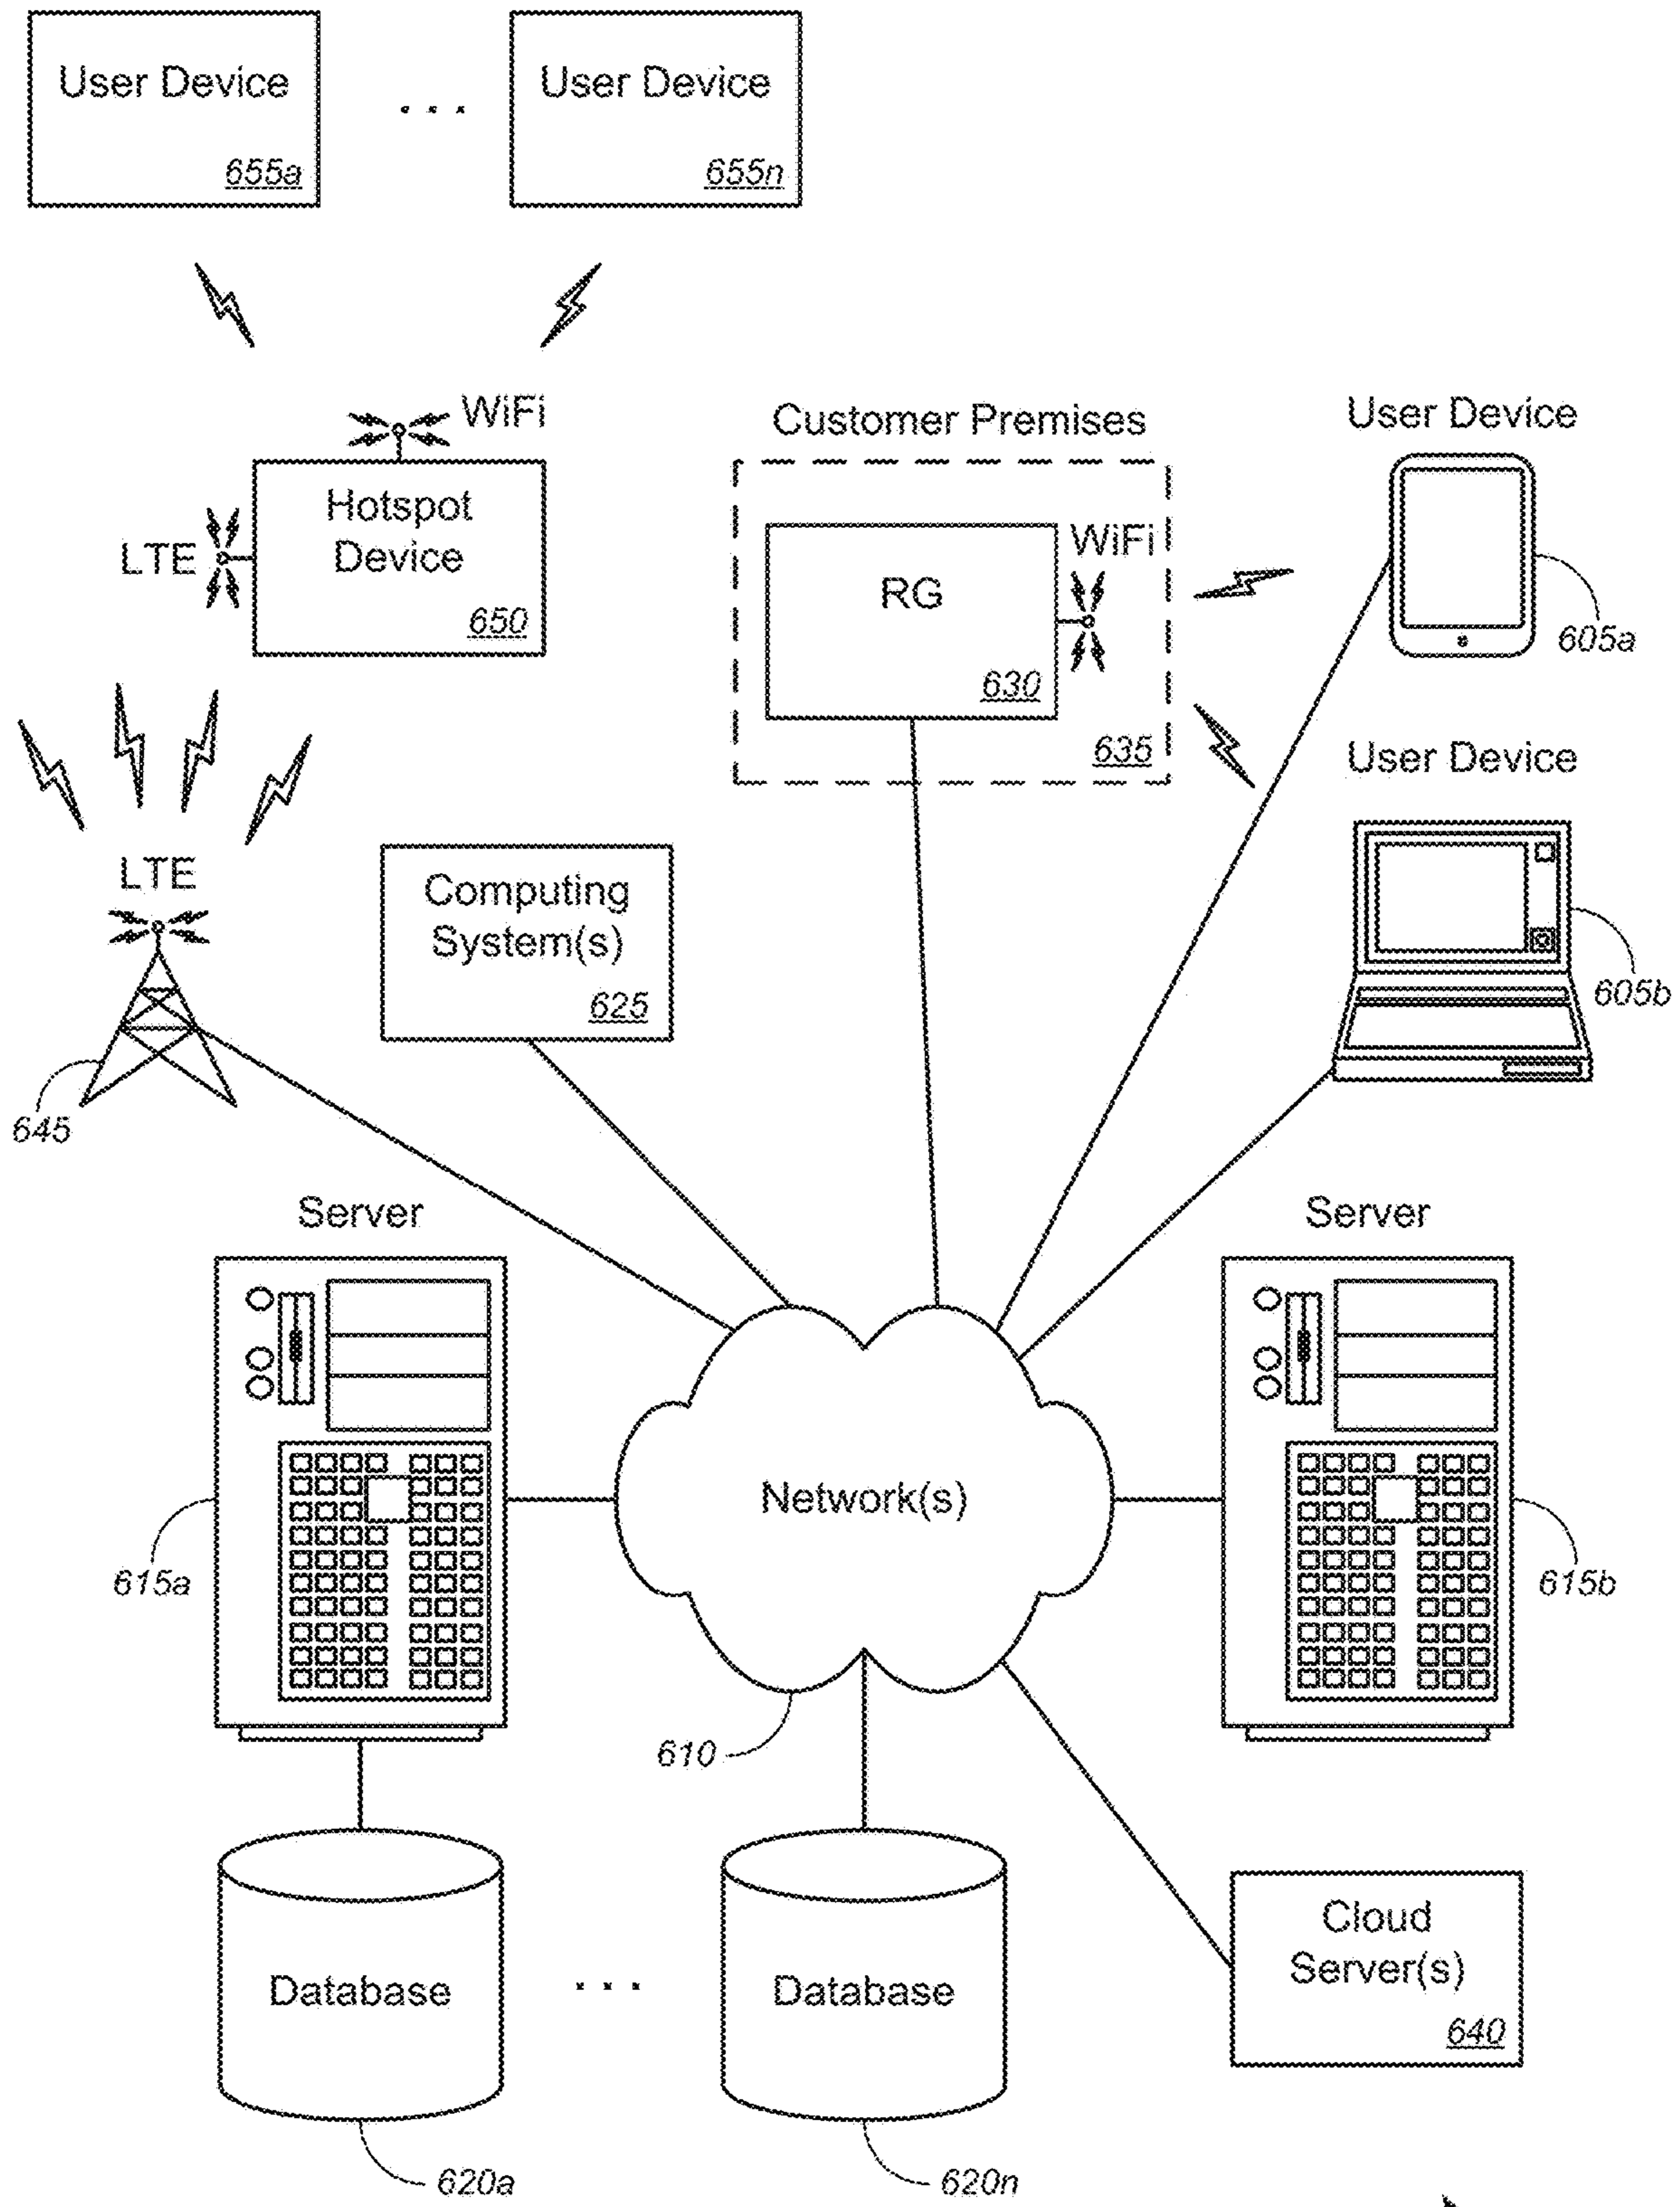 User Device
655a
. . .
User Device
655n
WiFi
Hotspot
Device
650
LTE
Customer Premises
WiFi
RG
630
635
User Device
605a
User Device
605b
LTE
645
Computing
System(s)
625
Server
615a
Server
615b
Network(s)
610
Database
620a
. . .
Database
620n
Cloud
Server(s)
640